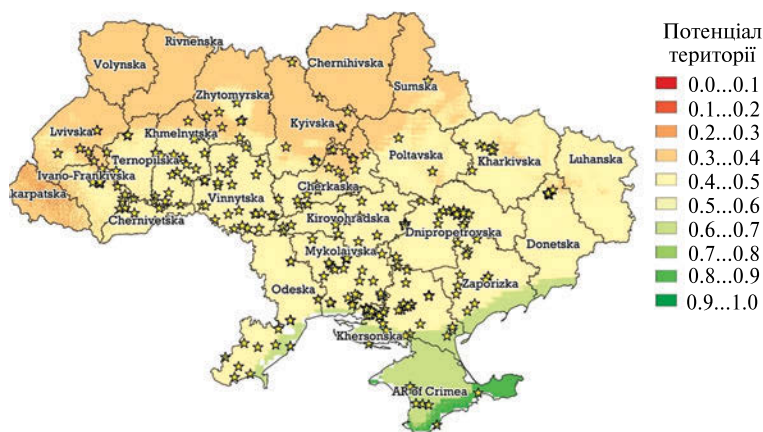 Потенціал
території
0.0...0.1
0.1...0.2
0.2...0.3
0.3...0.4
0.4...0.5
0.5...0.6
0.6...0.7
0.7...0.8
0.8...0.9
0.9...1.0
Volynska
Rivnenska
Chernihivska
Sumska
Zhytomyrska
Kyivska
Lvivska
Khmelnytska
Ternopilska
Poltavska
Kharkivska
Luhanska
Ivano-Frankivska
karpatska
Cherkaska
Vinnytska
Chernivetska
Kirovohradska
Dnipropetrovska
Donetska
Mykolaivska
Zaporizka
Odeska
Khersonska
AR of Crimea